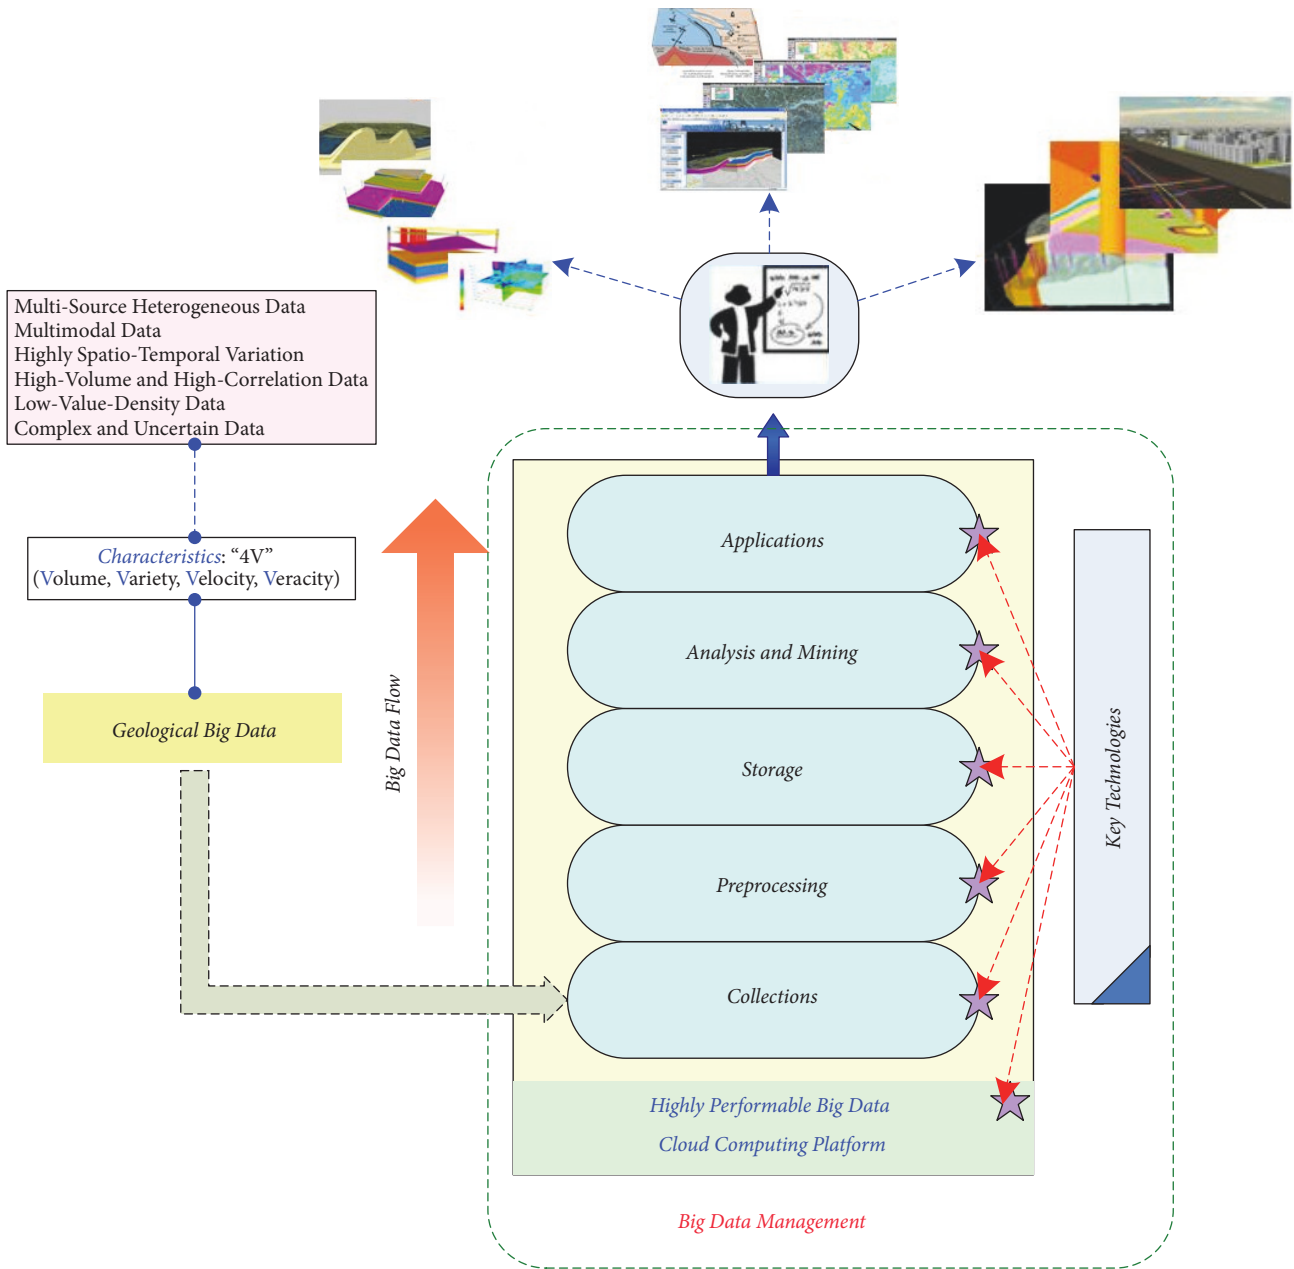 Multi-Source Heterogeneous Data
Multimodal Data
Highly Spatio-Temporal Variation
High-Volume and High-Correlation Data
Low-Value-Density Data
Complex and Uncertain Data
Characteristics: “4V”
(Volume, Variety, Velocity, Veracity)
Geological Big Data
Big Data Flow
Applications
Analysis and Mining
Storage
Preprocessing
Collections
Key Technologies
Highly Performable Big Data
Cloud Computing Platform
Big Data Management